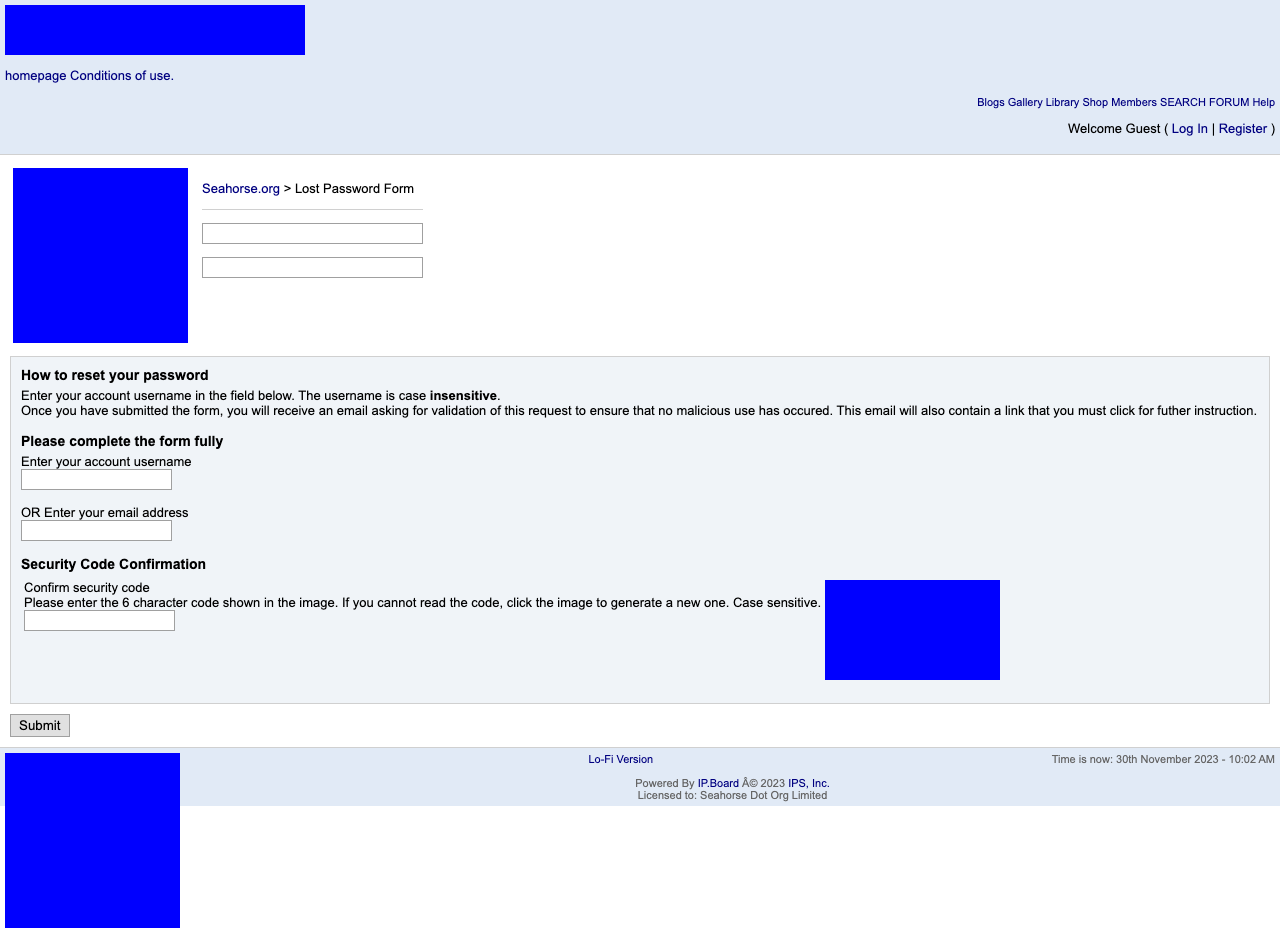 homepage Conditions of use.
Blogs Gallery Library Shop Members SEARCH FORUM Help
Welcome Guest ( Log In | Register )
Seahorse.org > Lost Password Form
How to reset your password
Enter your account username in the field below. The username is case insensitive.
Once you have submitted the form, you will receive an email asking for validation of this request to ensure that no malicious use has occured. This email will also contain a link that you must click for futher instruction.
Please complete the form fully
Enter your account username
OR Enter your email address
Security Code Confirmation
Confirm security code
Please enter the 6 character code shown in the image. If you cannot read the code, click the image to generate a new one. Case sensitive.
Submit
Lo-Fi Version
Time is now: 30th November 2023 - 10:02 AM
Powered By IP.Board Â© 2023 IPS, Inc.
Licensed to: Seahorse Dot Org Limited